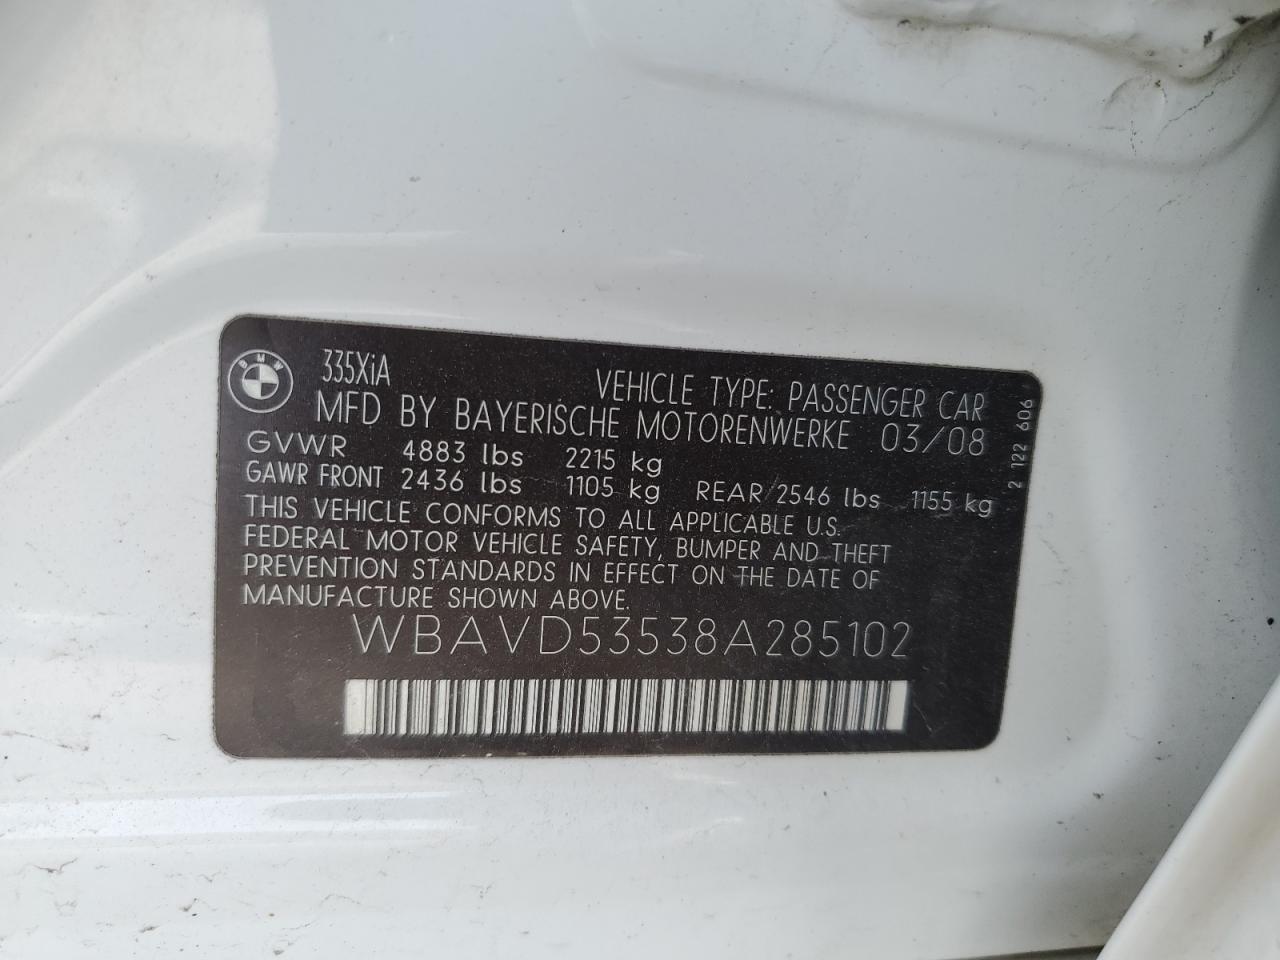 BMW
335XiA
VEHICLE TYPE: PASSENGER CAR
MFD BY BAYERISCHE MOTORENWERKE 03/08
GVWR 4883 lbs 2215 kg
GAWR FRONT 2436 lbs 1105 kg REAR 2546 lbs 1155 kg
THIS VEHICLE CONFORMS TO ALL APPLICABLE U.S.
FEDERAL MOTOR VEHICLE SAFETY, BUMPER AND THEFT
PREVENTION STANDARDS IN EFFECT ON THE DATE OF
MANUFACTURE SHOWN ABOVE.
WBAVD53538A285102
2 122 606